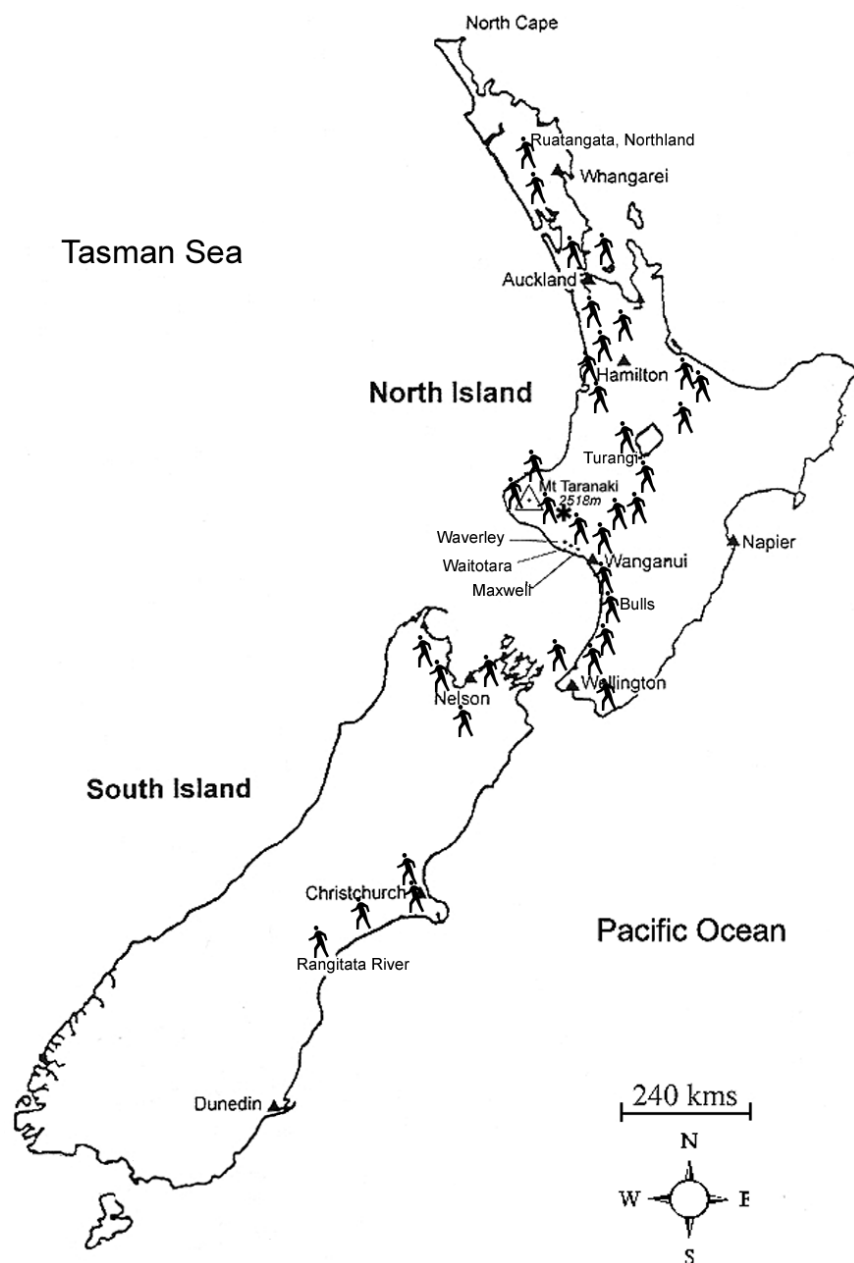 North Cape
Ruatangata, Northland
Whangarei
Tasman Sea
Auckland
North Island
Hamilton
Turangi
Mt Taranaki
2518m
Waverley
Napier
Waitotara
Wanganui
Maxwell
Bulls
Nelson
Wellington
South Island
Christchurch
Pacific Ocean
Rangitata River
Dunedin
240 kms
N
W
E
S